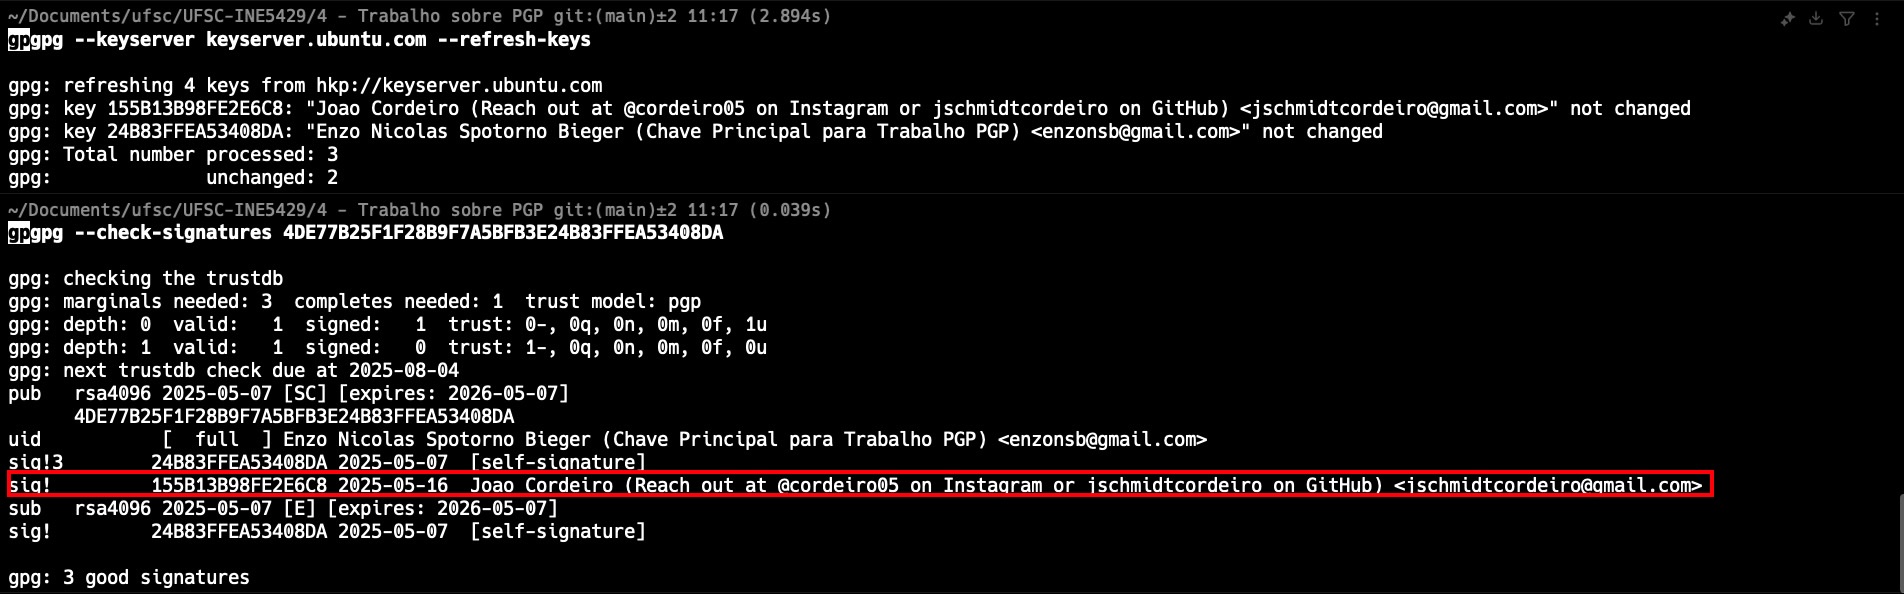 ~/Documents/ufsc/UFSC-INE5429/4 - Trabalho sobre PGP git:(main)±2 11:17 (2.894s)
gpgpg --keyserver keyserver.ubuntu.com --refresh-keys
gpg: refreshing 4 keys from hkp://keyserver.ubuntu.com
gpg: key 155B13B98FE2E6C8: "Joao Cordeiro (Reach out at @cordeiro05 on Instagram or jschmidtcordeiro on GitHub) <jschmidtcordeiro@gmail.com>" not changed
gpg: key 24B83FFEA53408DA: "Enzo Nicolas Spotorno Bieger (Chave Principal para Trabalho PGP) <enzonsb@gmail.com>" not changed
gpg: Total number processed: 3
gpg:              unchanged: 2
~/Documents/ufsc/UFSC-INE5429/4 - Trabalho sobre PGP git:(main)±2 11:17 (0.039s)
gpgpg --check-signatures 4DE77B25F1F28B9F7A5BFB3E24B83FFEA53408DA
gpg: checking the trustdb
gpg: marginals needed: 3  completes needed: 1  trust model: pgp
gpg: depth: 0  valid:   1  signed:   1  trust: 0-, 0q, 0n, 0m, 0f, 1u
gpg: depth: 1  valid:   1  signed:   0  trust: 1-, 0q, 0n, 0m, 0f, 0u
gpg: next trustdb check due at 2025-08-04
pub   rsa4096 2025-05-07 [SC] [expires: 2026-05-07]
      4DE77B25F1F28B9F7A5BFB3E24B83FFEA53408DA
uid           [  full  ] Enzo Nicolas Spotorno Bieger (Chave Principal para Trabalho PGP) <enzonsb@gmail.com>
sig!3        24B83FFEA53408DA 2025-05-07  [self-signature]
sig!         155B13B98FE2E6C8 2025-05-16  Joao Cordeiro (Reach out at @cordeiro05 on Instagram or jschmidtcordeiro on GitHub) <jschmidtcordeiro@gmail.com>
sub   rsa4096 2025-05-07 [E] [expires: 2026-05-07]
sig!         24B83FFEA53408DA 2025-05-07  [self-signature]
gpg: 3 good signatures